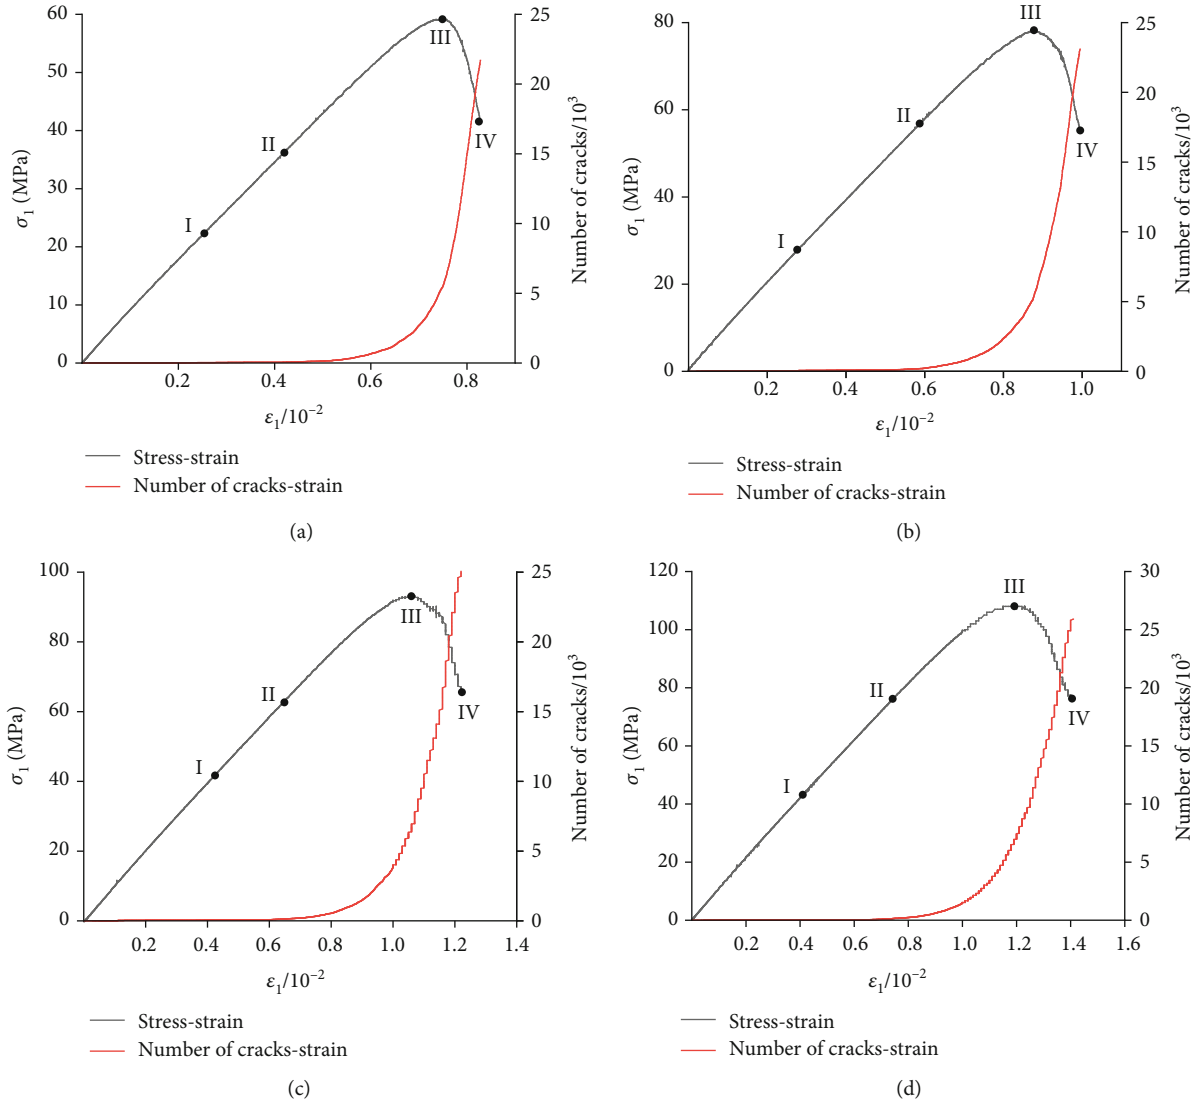 60
50
40
30
20
10
0
σ₁ (MPa)
25
20
15
10
5
0
Number of cracks/10³
I
II
III
IV
0.2
0.4
0.6
0.8
ε₁/10⁻²
Stress-strain
Number of cracks-strain
(a)
80
60
40
20
0
σ₁ (MPa)
25
20
15
10
5
0
Number of cracks/10³
I
II
III
IV
0.2
0.4
0.6
0.8
1.0
ε₁/10⁻²
Stress-strain
Number of cracks-strain
(b)
100
80
60
40
20
0
σ₁ (MPa)
25
20
15
10
5
0
Number of cracks/10³
I
II
III
IV
0.2
0.4
0.6
0.8
1.0
1.2
1.4
ε₁/10⁻²
Stress-strain
Number of cracks-strain
(c)
120
100
80
60
40
20
0
σ₁ (MPa)
30
25
20
15
10
5
0
Number of cracks/10³
I
II
III
IV
0.2
0.4
0.6
0.8
1.0
1.2
1.4
1.6
ε₁/10⁻²
Stress-strain
Number of cracks-strain
(d)